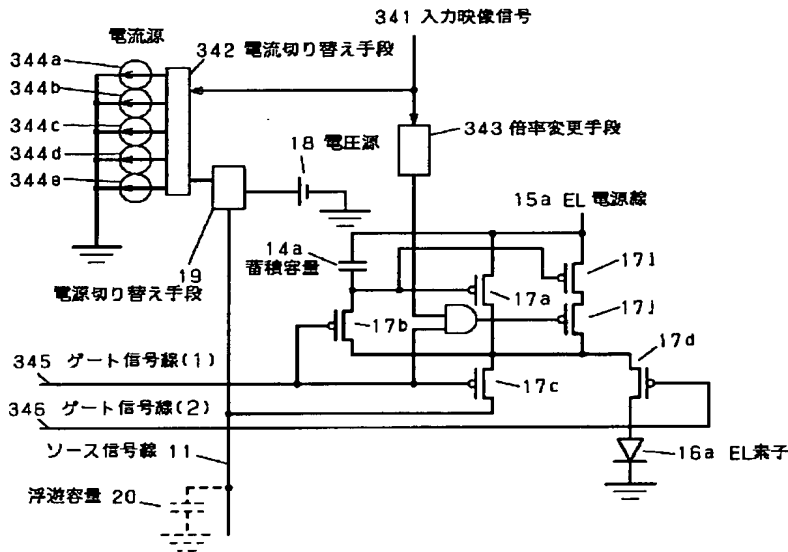 341 入力映像信号
電流源
342 電流切り替え手段
344a
344b
344c
344d
344e
343 倍率変更手段
18 電圧源
15a EL 電源線
14a
蓄積容量
19
電源切り替え手段
17i
17a
17j
17b
17d
345 ゲート信号線(1)
17c
346 ゲート信号線(2)
ソース信号線 11
16a EL素子
浮遊容量 20